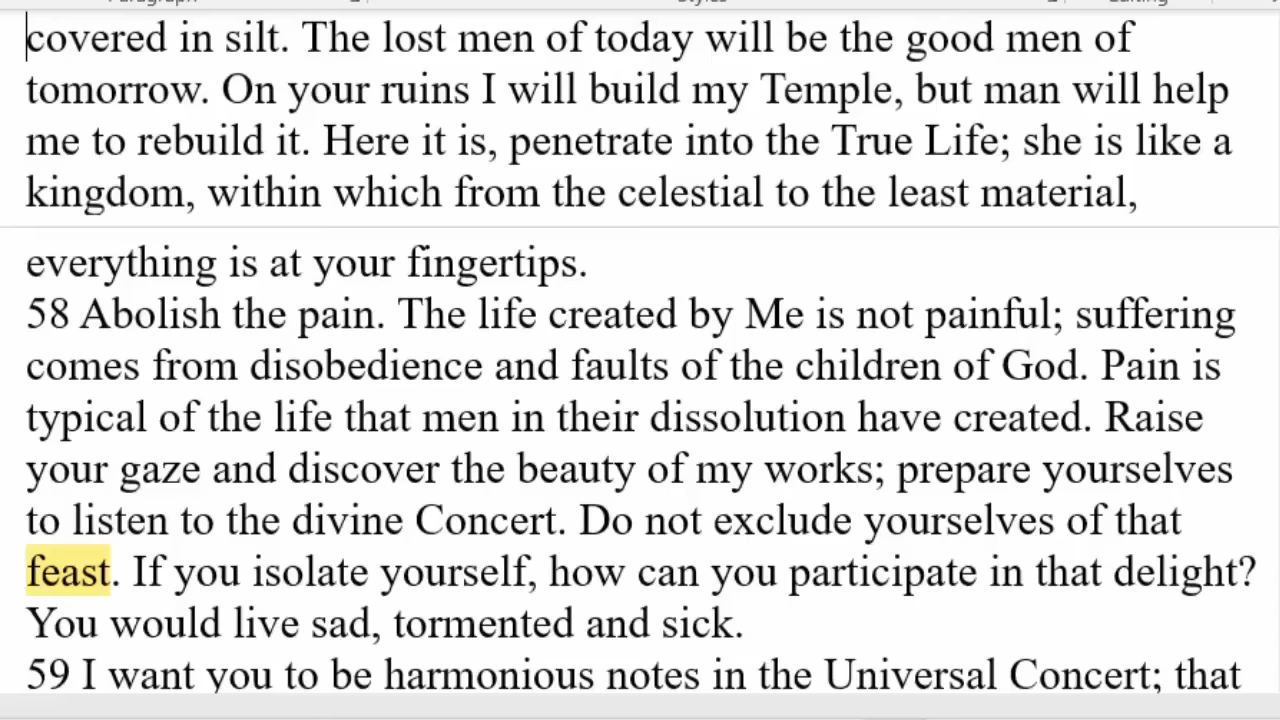 covered in silt. The lost men of today will be the good men of
tomorrow. On your ruins I will build my Temple, but man will help
me to rebuild it. Here it is, penetrate into the True Life; she is like a
kingdom, within which from the celestial to the least material,
everything is at your fingertips.
58 Abolish the pain. The life created by Me is not painful; suffering
comes from disobedience and faults of the children of God. Pain is
typical of the life that men in their dissolution have created. Raise
your gaze and discover the beauty of my works; prepare yourselves
to listen to the divine Concert. Do not exclude yourselves of that
feast. If you isolate yourself, how can you participate in that delight?
You would live sad, tormented and sick.
59 I want you to be harmonious notes in the Universal Concert; that